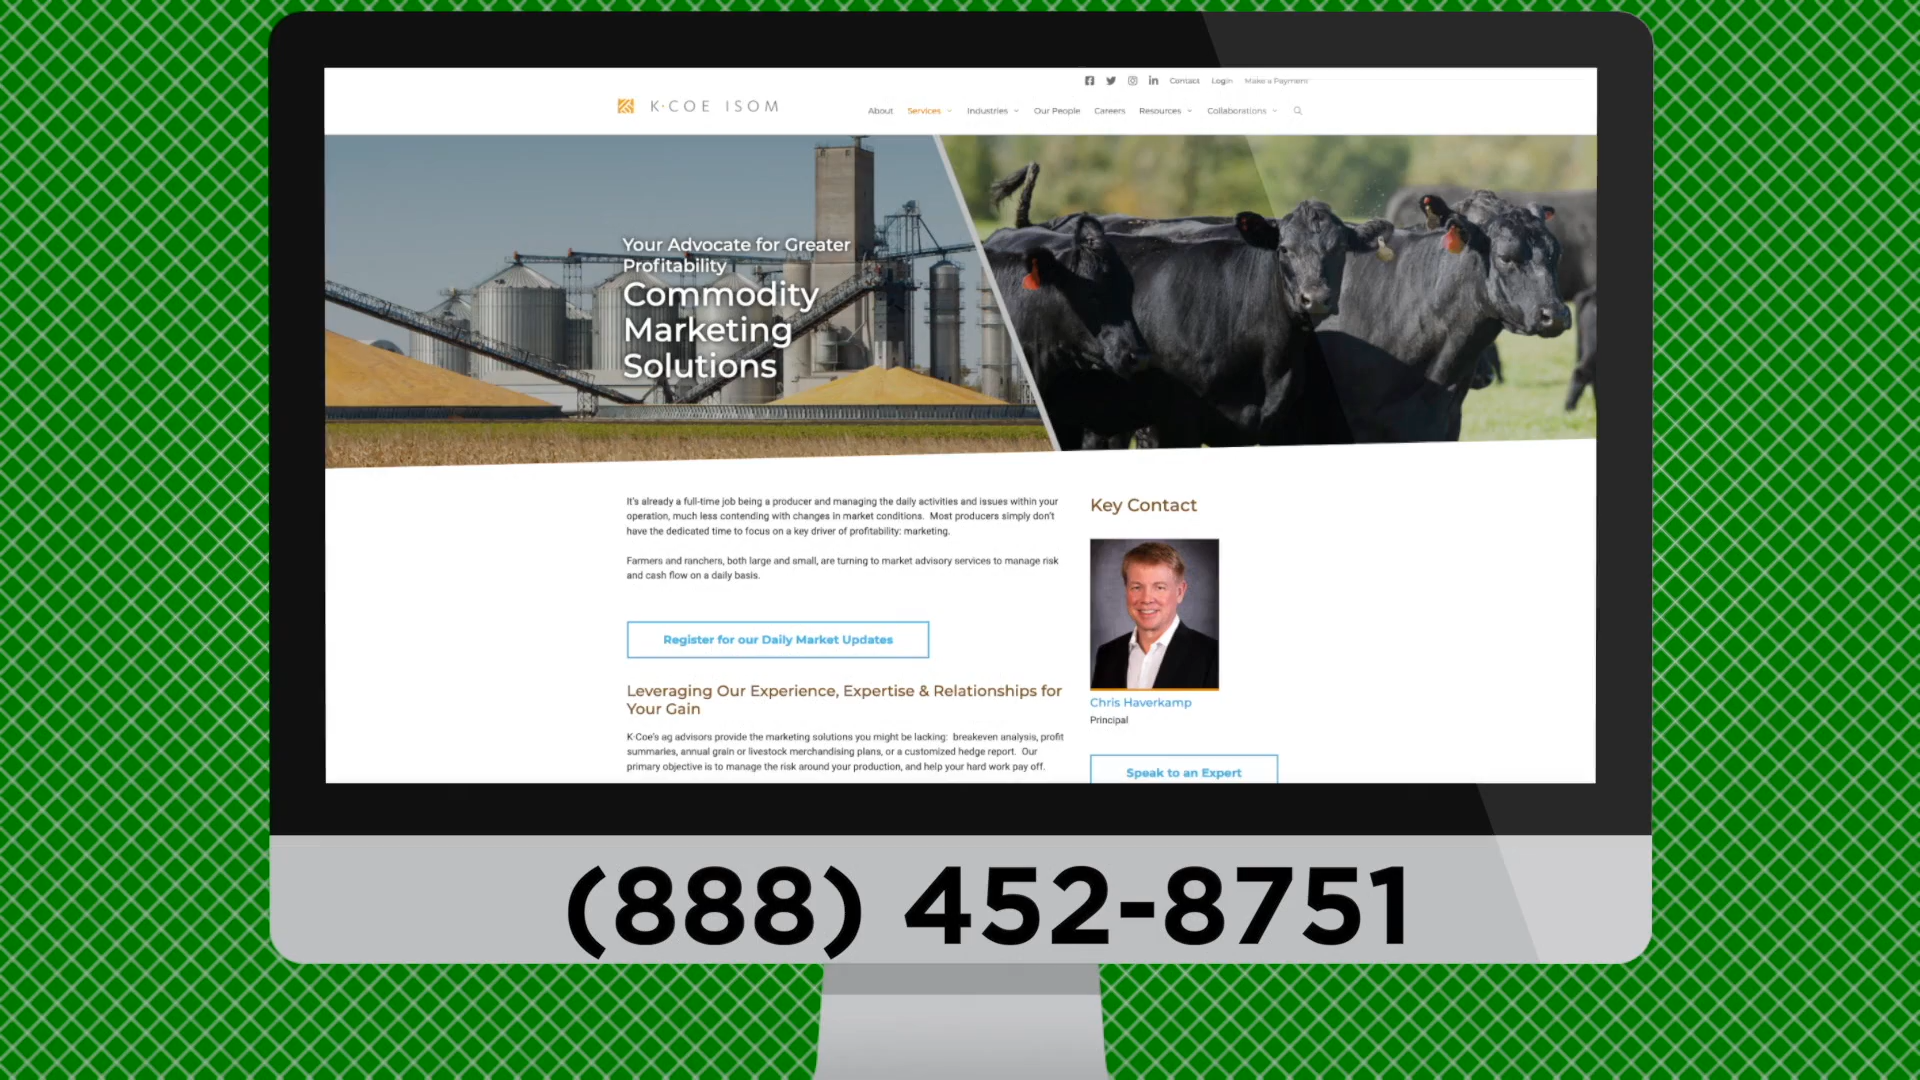 Contact Login Make a Payment
K·COE ISOM
About Services Industries Our People Careers Resources Collaborations
Your Advocate for Greater
Profitability
Commodity
Marketing
Solutions
It's already a full-time job being a producer and managing the daily activities and issues within your
operation, much less contending with changes in market conditions. Most producers simply don't
have the dedicated time to focus on a key driver of profitability: marketing.
Farmers and ranchers, both large and small, are turning to market advisory services to manage risk
and cash flow on a daily basis.
Register for our Daily Market Updates
Leveraging Our Experience, Expertise & Relationships for
Your Gain
K·Coe's ag advisors provide the marketing solutions you might be lacking: breakeven analysis, profit
summaries, annual grain or livestock merchandising plans, or a customized hedge report. Our
primary objective is to manage the risk around your production, and help your hard work pay off.
Key Contact
Chris Haverkamp
Principal
Speak to an Expert
(888) 452-8751